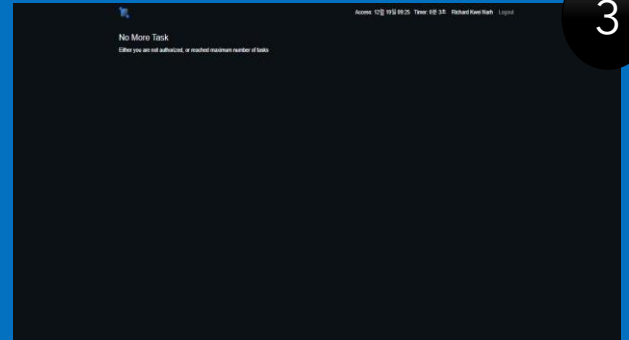 3
Access: 12월 19일 09:25 Timer: 0분 3초 Richard Kwei Narh Logout
No More Task
Either you are not authorized, or reached maximum number of tasks